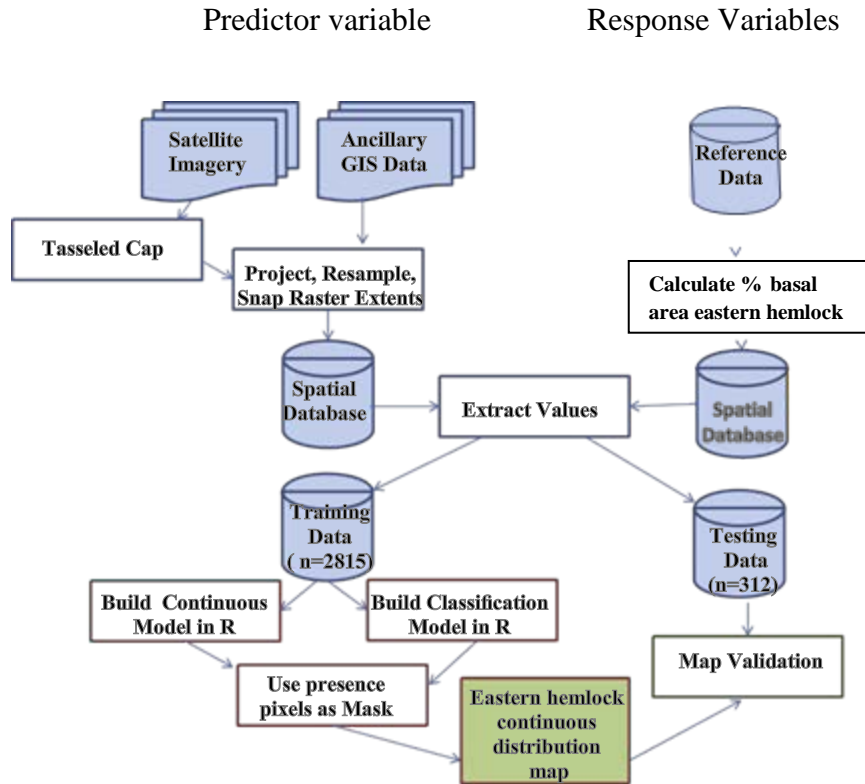 Predictor variable
Response Variables
Satellite
Imagery
Ancillary
GIS Data
Reference
Data
Tasseled Cap
Project, Resample,
Snap Raster Extents
Calculate % basal
area eastern hemlock
Spatial
Database
Extract Values
Spatial
Database
Training
Data
( n=2815)
Testing
Data
(n=312)
Build Continuous
Model in R
Build Classification
Model in R
Map Validation
Use presence
pixels as Mask
Eastern hemlock
continuous
distribution
map